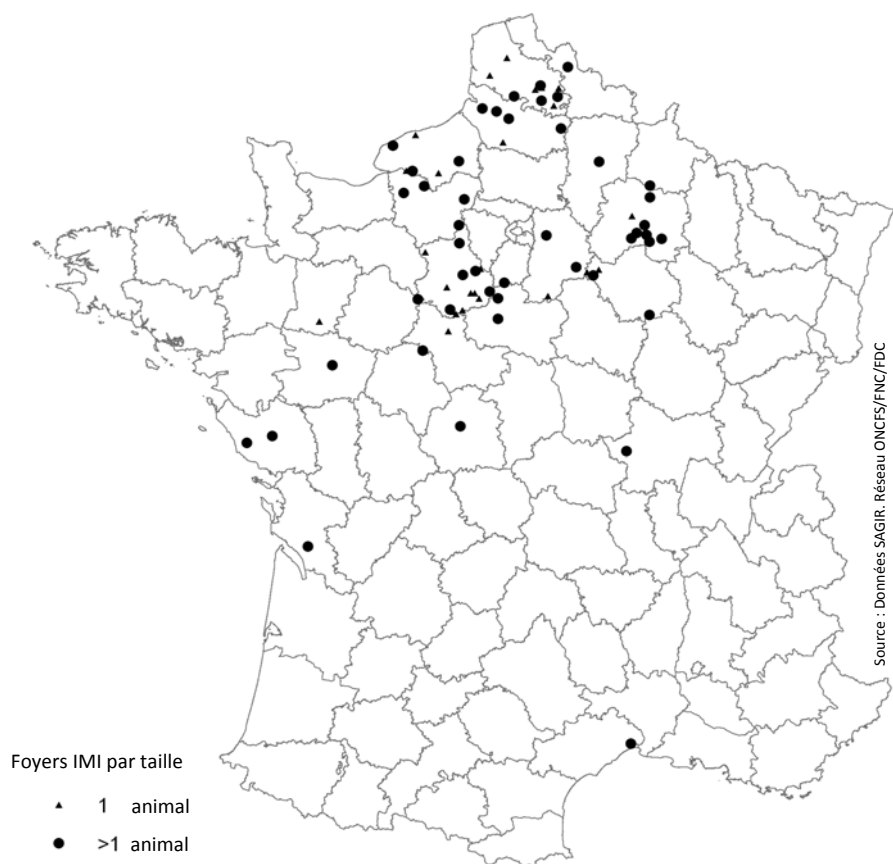 Source : Données SAGIR. Réseau ONCFS/FNC/FDC
Foyers IMI par taille
1 animal
>1 animal